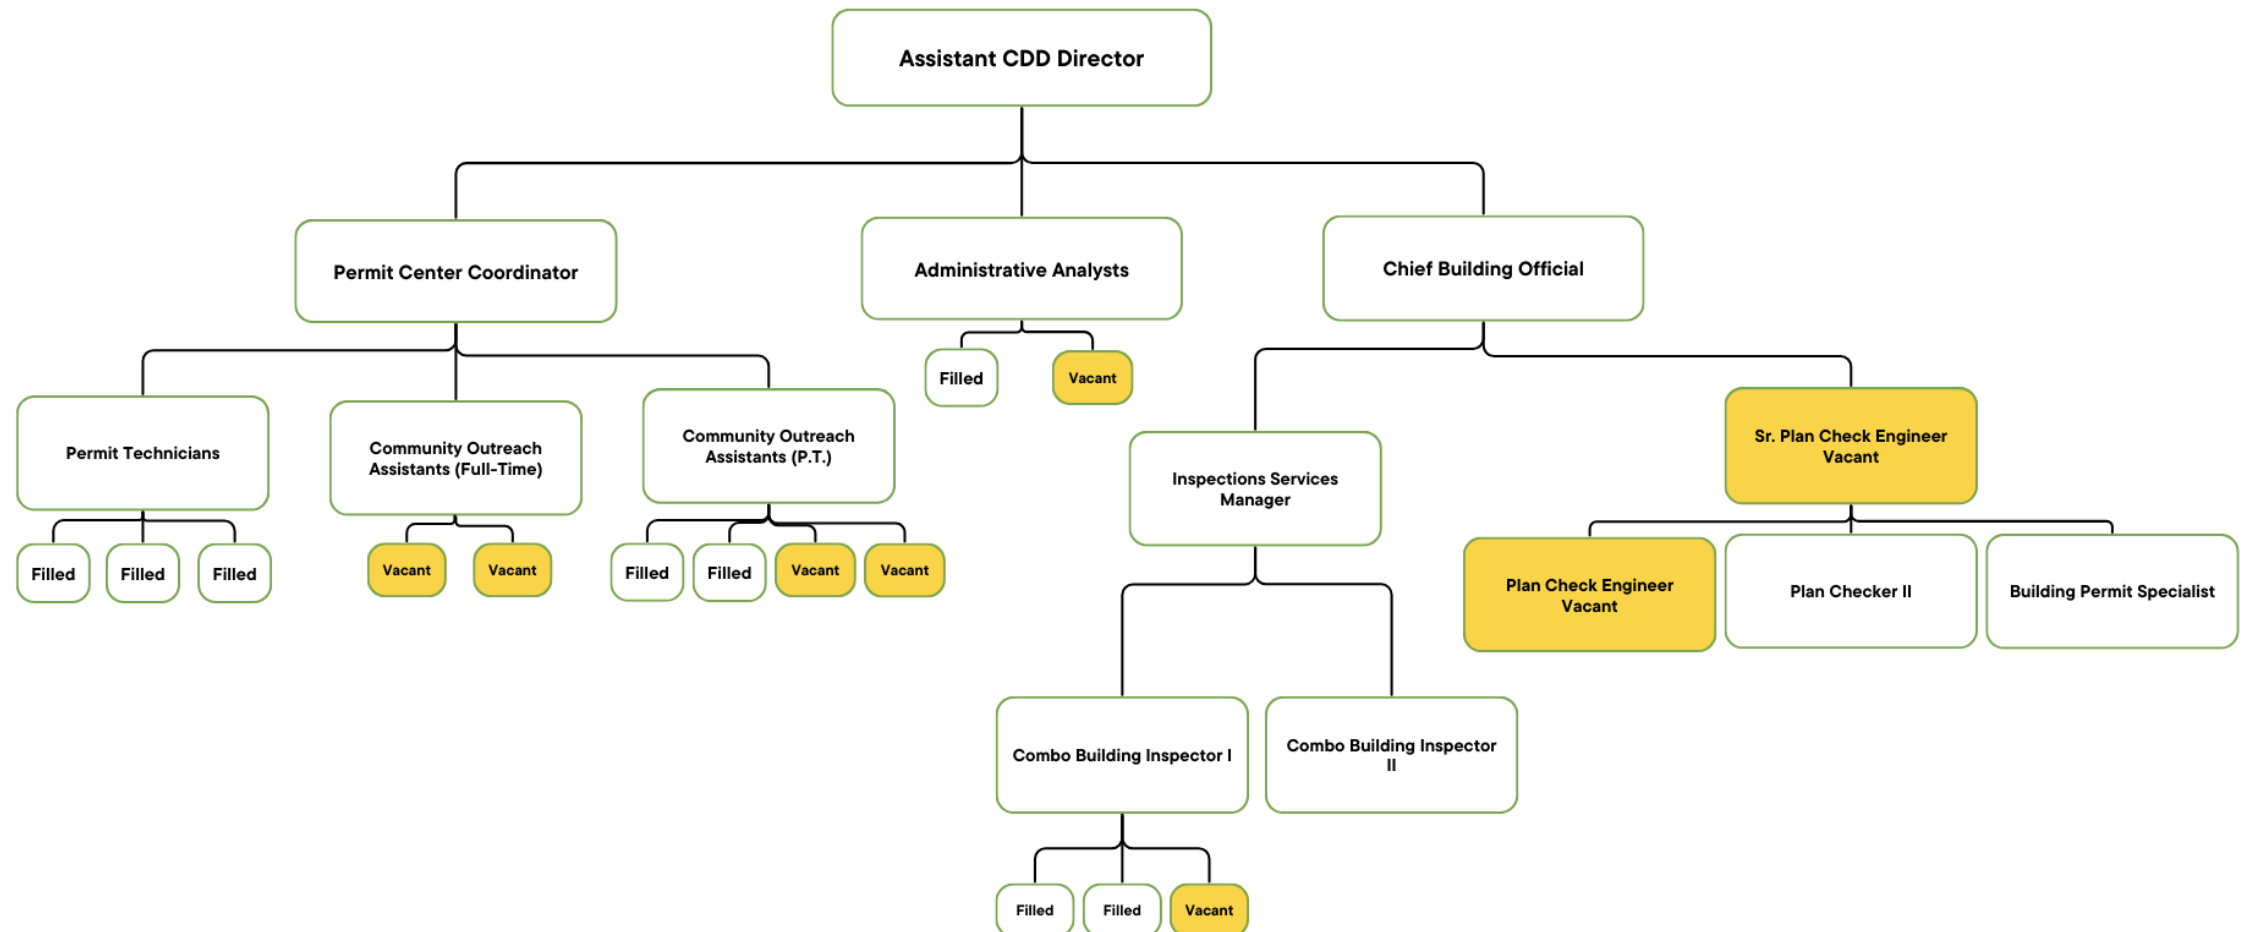 Assistant CDD Director
Permit Center Coordinator
Administrative Analysts
Chief Building Official
Filled
Vacant
Permit Technicians
Community Outreach
Assistants (Full-Time)
Community Outreach
Assistants (P.T.)
Inspections Services
Manager
Sr. Plan Check Engineer
Vacant
Filled
Filled
Filled
Vacant
Vacant
Filled
Filled
Vacant
Vacant
Plan Check Engineer
Vacant
Plan Checker II
Building Permit Specialist
Combo Building Inspector I
Combo Building Inspector
II
Filled
Filled
Vacant